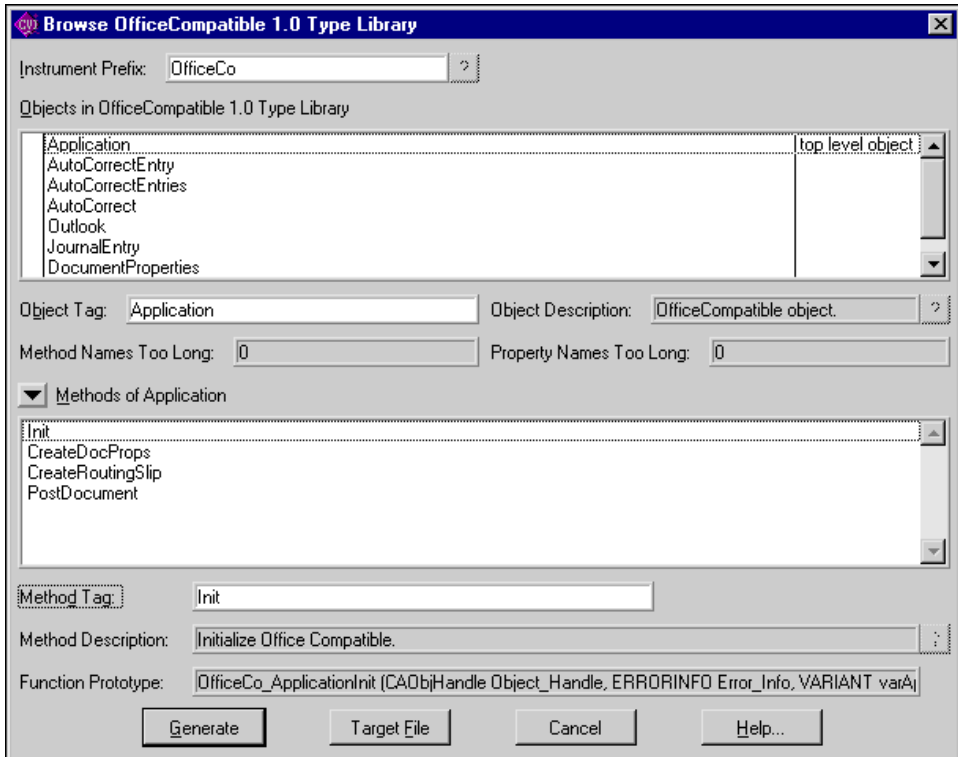 CVI Browse OfficeCompatible 1.0 Type Library
Instrument Prefix: OfficeCo ?
Objects in OfficeCompatible 1.0 Type Library
Application top level object
AutoCorrectEntry
AutoCorrectEntries
AutoCorrect
Outlook
JournalEntry
DocumentProperties
Object Tag: Application Object Description: OfficeCompatible object. ?
Method Names Too Long: 0 Property Names Too Long: 0
Methods of Application
Init
CreateDocProps
CreateRoutingSlip
PostDocument
Method Tag: Init
Method Description: Initialize Office Compatible. ?
Function Prototype: OfficeCo_ApplicationInit (CAObjHandle Object_Handle, ERRORINFO Error_Info, VARIANT varAp
Generate Target File Cancel Help...